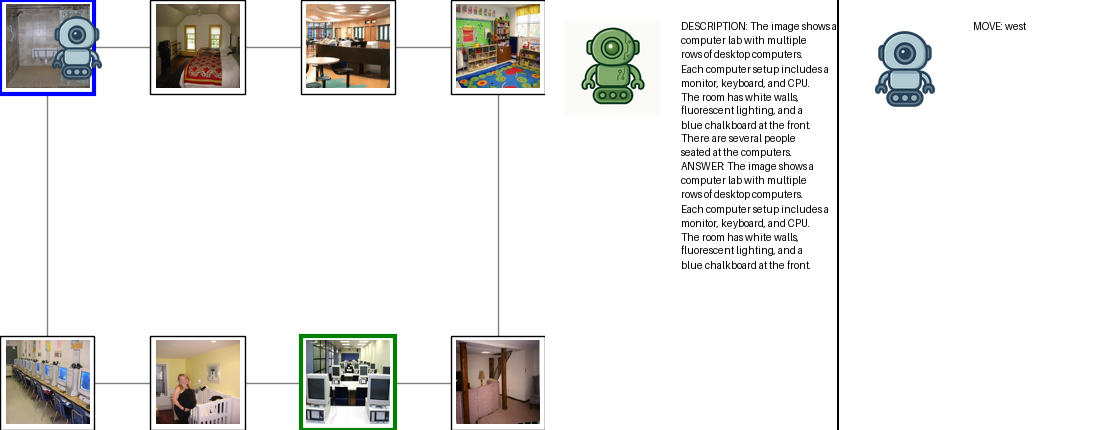 DESCRIPTION: The image shows a
computer lab with multiple
rows of desktop computers.
Each computer setup includes a
monitor, keyboard, and CPU.
The room has white walls,
fluorescent lighting, and a
blue chalkboard at the front.
There are several people
seated at the computers.
ANSWER: The image shows a
computer lab with multiple
rows of desktop computers.
Each computer setup includes a
monitor, keyboard, and CPU.
The room has white walls,
fluorescent lighting, and a
blue chalkboard at the front.
MOVE: west